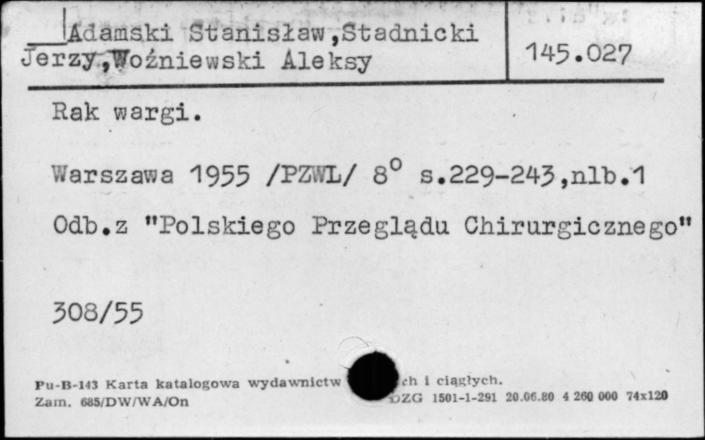 Adamski Stanisław,Stadnicki
Jerzy,Woźniewski Aleksy
145.027
Rak wargi.
Warszawa 1955 /PZWL/ 8° s.229-243,nlb.1
Odb.z "Polskiego Przeglądu Chirurgicznego"
308/55
Pu-B-143 Karta katalogowa wydawnictw ch i ciągłych.
Zam. 685/DW/WA/On DZG 1501-1-291 20.06.80 4 260 000 74x120